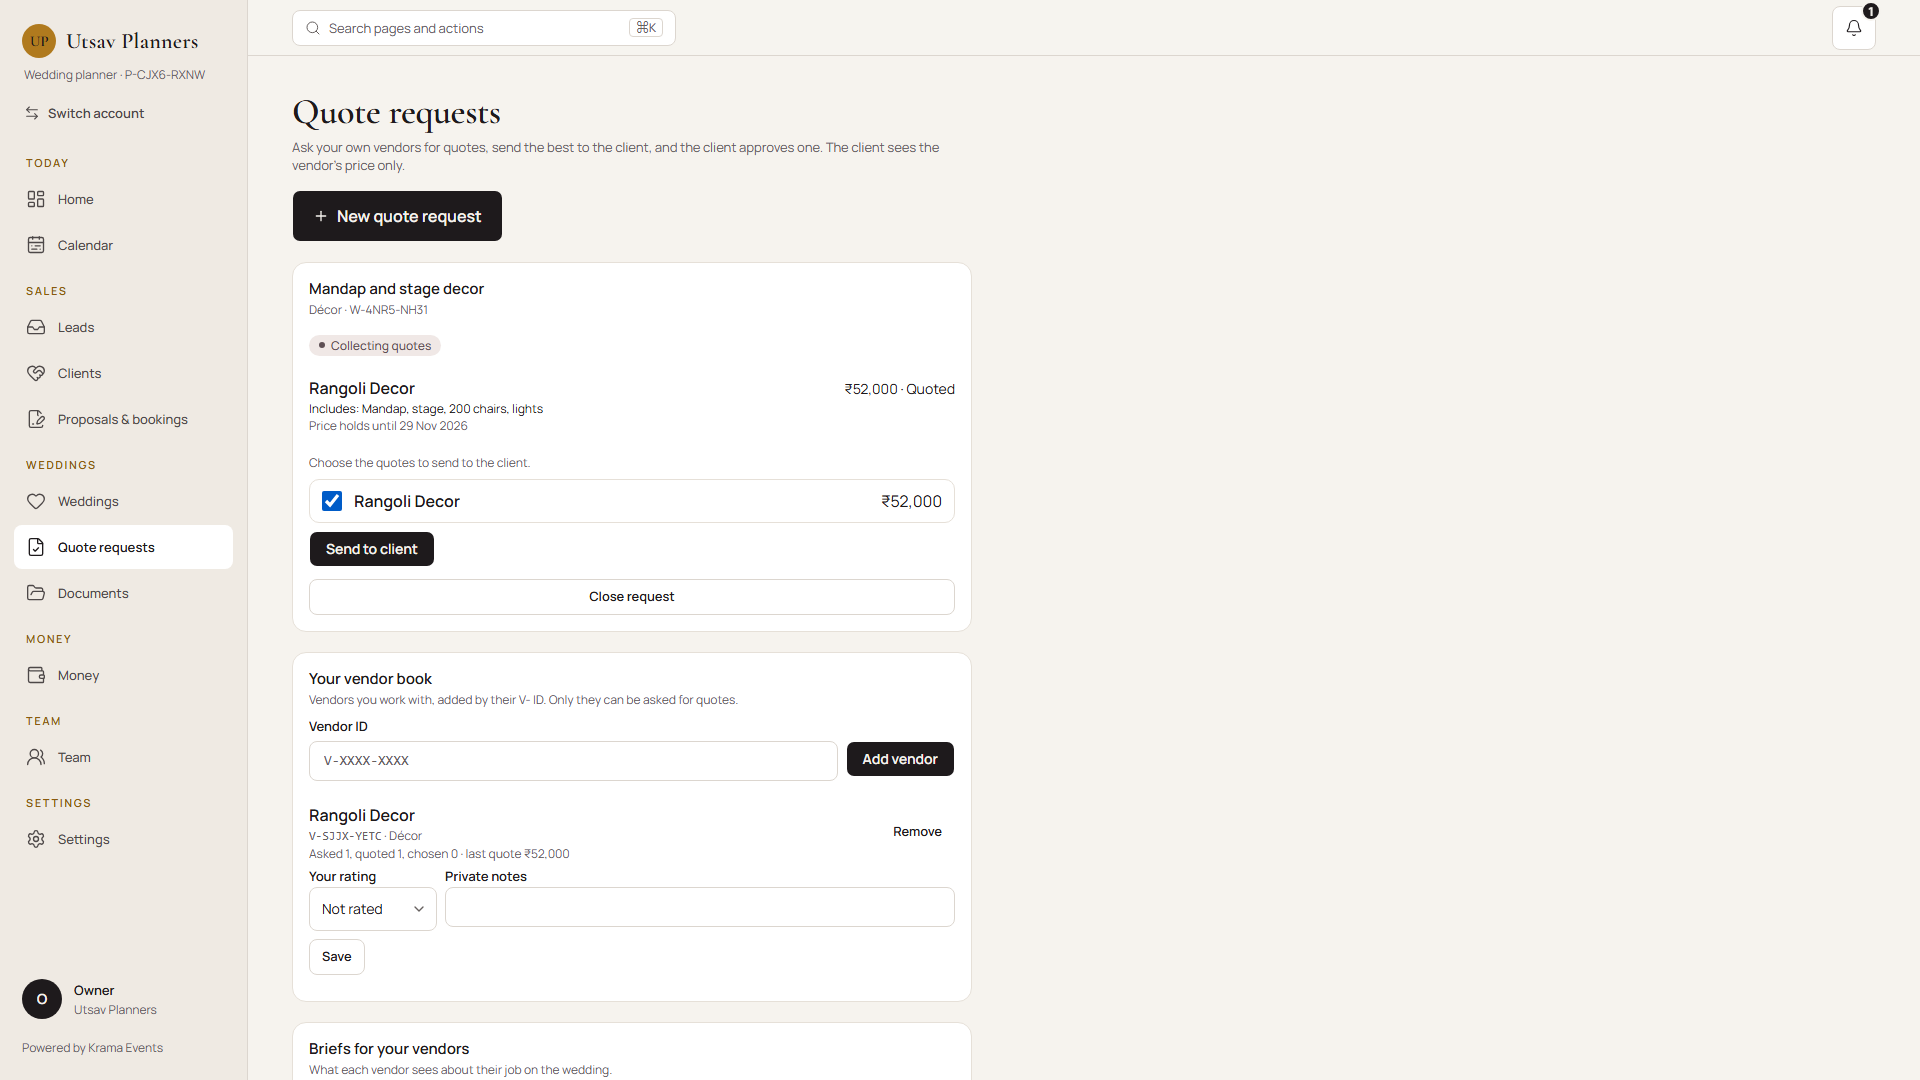 UP
Utsav Planners
Wedding planner · P-CJX6-RXNW
Switch account
TODAY
Home
Calendar
SALES
Leads
Clients
Proposals & bookings
WEDDINGS
Weddings
Quote requests
Documents
MONEY
Money
TEAM
Team
SETTINGS
Settings
O
Owner
Utsav Planners
Powered by Krama Events
Search pages and actions
⌘K
1
Quote requests
Ask your own vendors for quotes, send the best to the client, and the client approves one. The client sees the
vendor's price only.
+ New quote request
Mandap and stage decor
Décor · W-4NR5-NH31
Collecting quotes
Rangoli Decor ₹52,000 · Quoted
Includes: Mandap, stage, 200 chairs, lights
Price holds until 29 Nov 2026
Choose the quotes to send to the client.
Rangoli Decor ₹52,000
Send to client
Close request
Your vendor book
Vendors you work with, added by their V- ID. Only they can be asked for quotes.
Vendor ID
V-XXXX-XXXX
Add vendor
Rangoli Decor
V-SJJX-YETC · Décor
Remove
Asked 1, quoted 1, chosen 0 · last quote ₹52,000
Your rating Private notes
Not rated
Save
Briefs for your vendors
What each vendor sees about their job on the wedding.